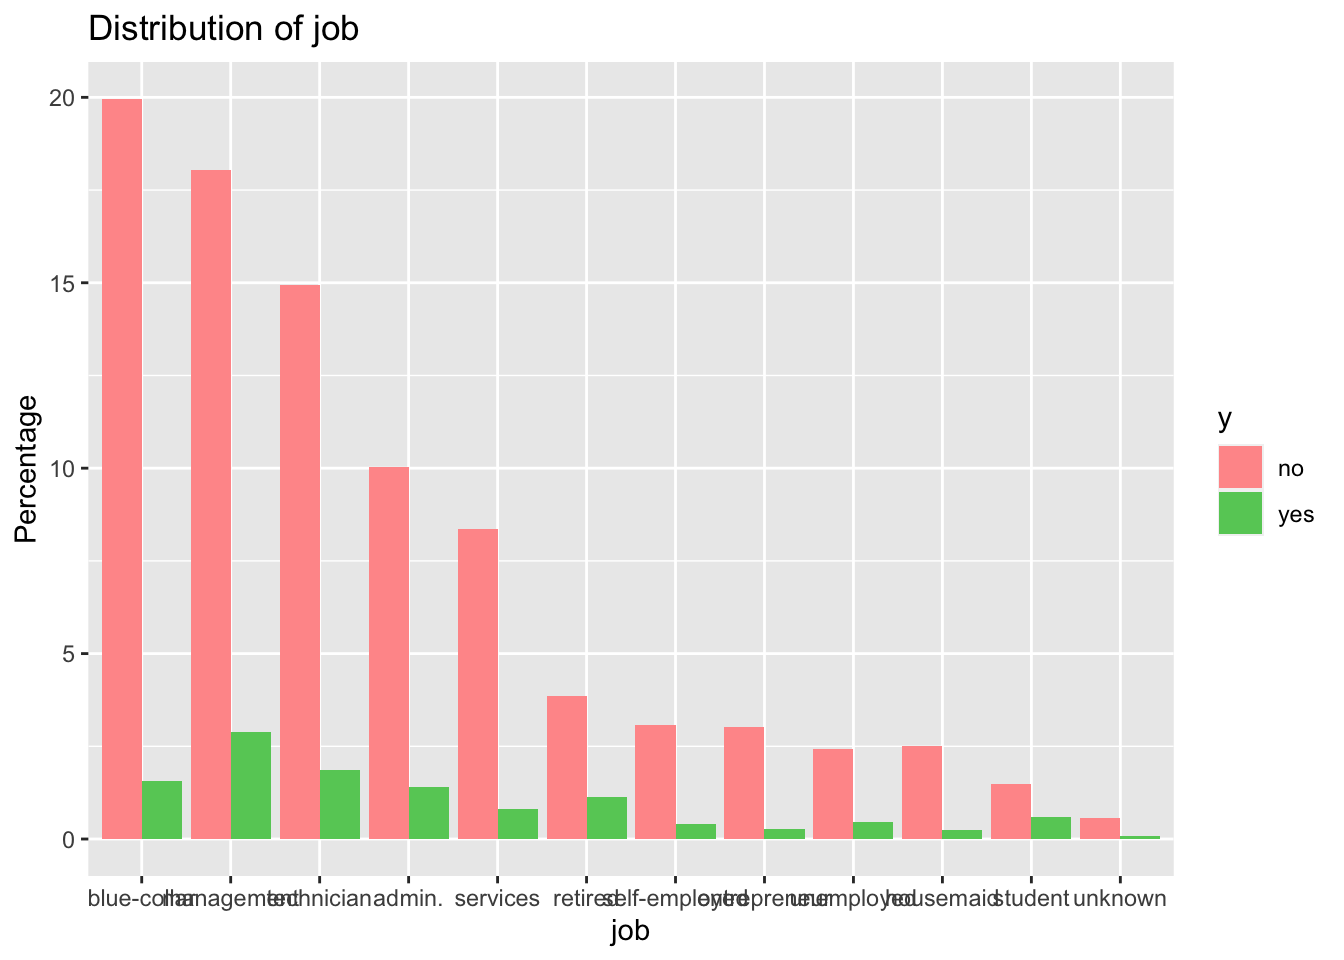 Distribution of job
20
15
10
5
0
Percentage
blue-collar management technician admin. services retired self-employed entrepreneur unemployed housemaid student unknown
job
y
no
yes